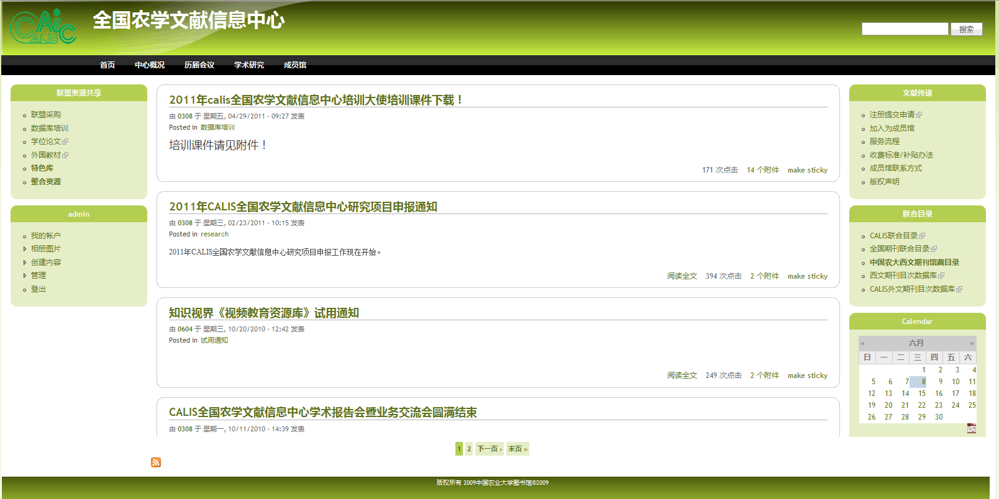 CALIS
全国农学文献信息中心
搜索
首页 中心概况 历届会议 学术研究 成员馆
联盟资源共享
联盟采购
数据库培训
学位论文
外国教材
特色库
整合资源
admin
我的帐户
相册图片
创建内容
管理
登出
2011年calis全国农学文献信息中心培训大使培训课件下载！
由 0308 于 星期五, 04/29/2011 - 09:27 发表
Posted in 数据库培训
培训课件请见附件！
171 次点击 14 个附件 make sticky
2011年CALIS全国农学文献信息中心研究项目申报通知
由 0308 于 星期三, 02/23/2011 - 10:15 发表
Posted in research
2011年CALIS全国农学文献信息中心研究项目申报工作现在开始。
阅读全文 394 次点击 2 个附件 make sticky
知识视界《视频教育资源库》试用通知
由 0604 于 星期三, 10/20/2010 - 12:42 发表
Posted in 试用通知
阅读全文 249 次点击 2 个附件 make sticky
CALIS全国农学文献信息中心学术报告会暨业务交流会圆满结束
由 0308 于 星期一, 10/11/2010 - 14:39 发表
文献传递
注册提交申请
加入为成员馆
服务流程
收费标准/补贴办法
成员馆联系方式
版权声明
联合目录
CALIS联合目录
全国期刊联合目录
中国农大西文期刊馆藏目录
西文期刊目次数据库
CALIS外文期刊目次数据库
Calendar
« 六月 »
日 一 二 三 四 五 六
1 2 3 4
5 6 7 8 9 10 11
12 13 14 15 16 17 18
19 20 21 22 23 24 25
26 27 28 29 30
1 2 下一页 › 末页 »
版权所有 2009中国农业大学图书馆©2009